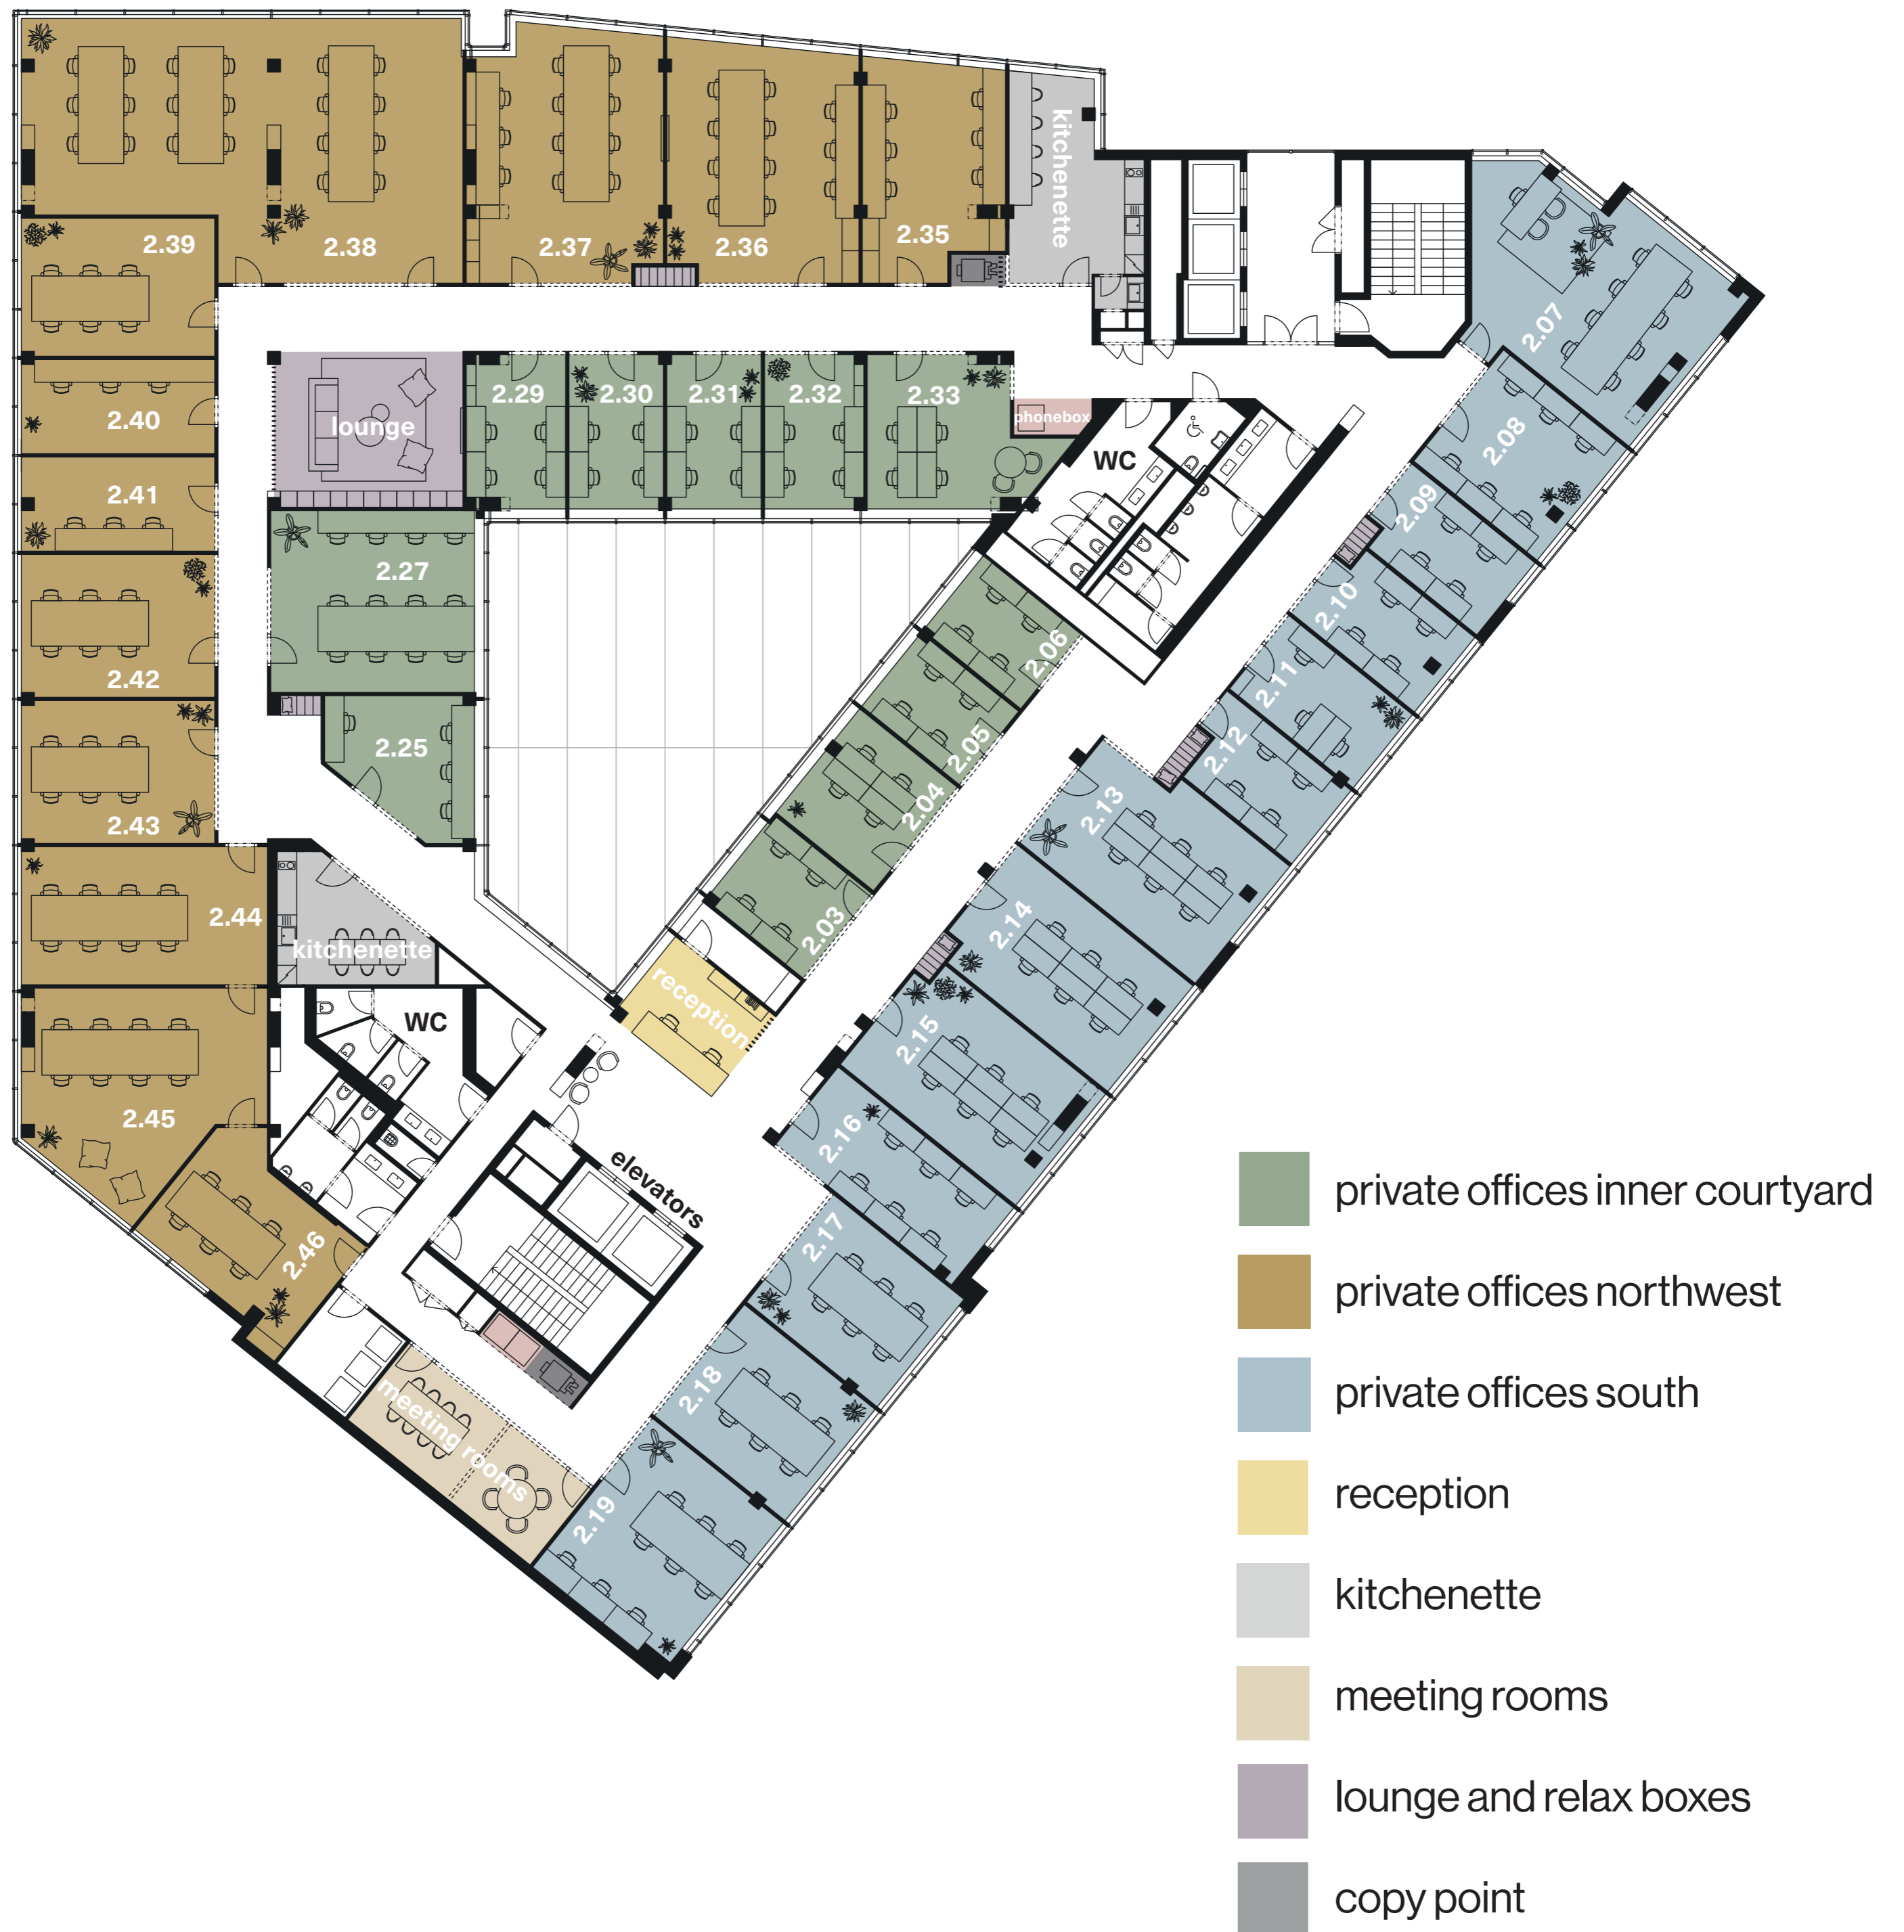 2.39
2.38
2.37
2.36
2.35
kitchenette
2.40
2.41
2.42
2.43
2.44
2.45
2.46
lounge
2.29
2.30
2.31
2.32
2.33
phonebox
WC
2.27
2.25
kitchenette
WC
2.07
2.08
2.09
2.10
2.11
2.12
2.13
2.14
2.15
2.16
2.17
2.18
2.19
2.06
2.05
2.04
2.03
reception
elevators
meeting rooms
private offices inner courtyard
private offices northwest
private offices south
reception
kitchenette
meeting rooms
lounge and relax boxes
copy point